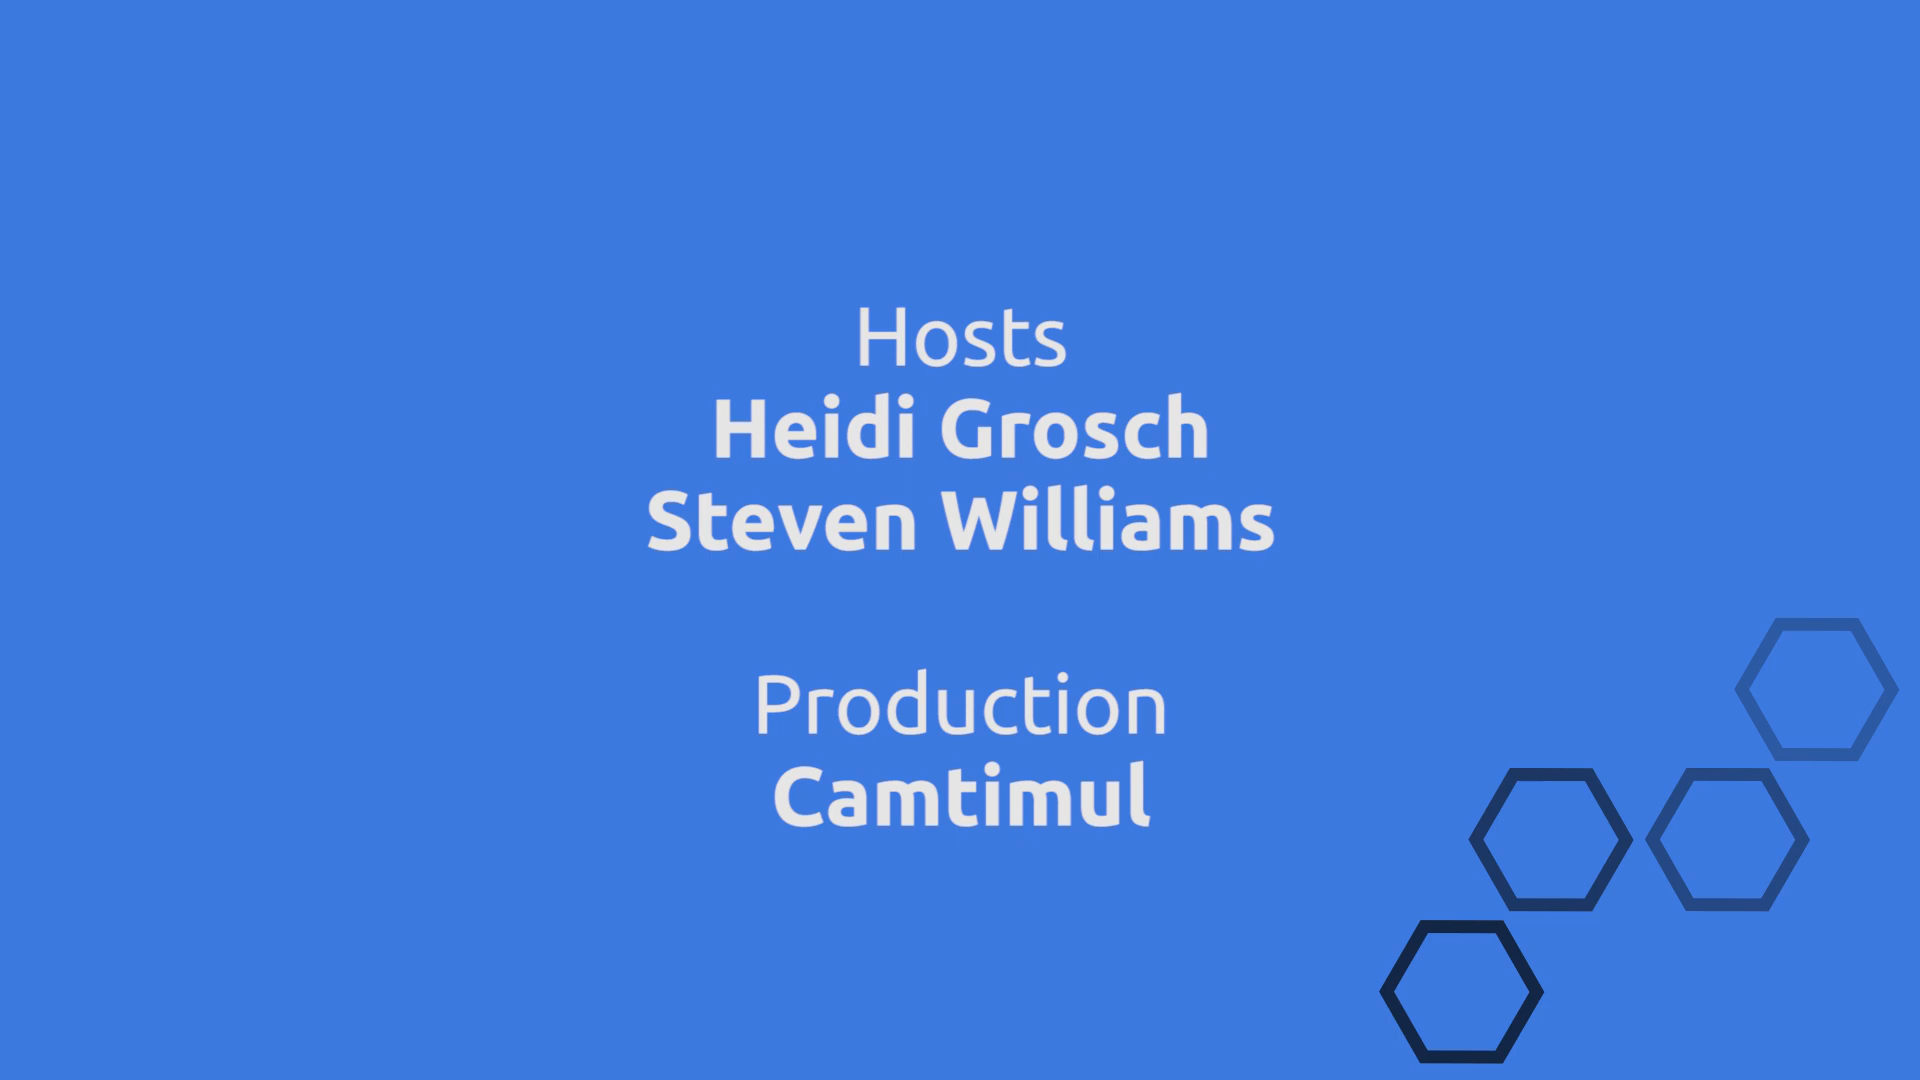 Hosts
Heidi Grosch
Steven Williams
Production
Camtimul